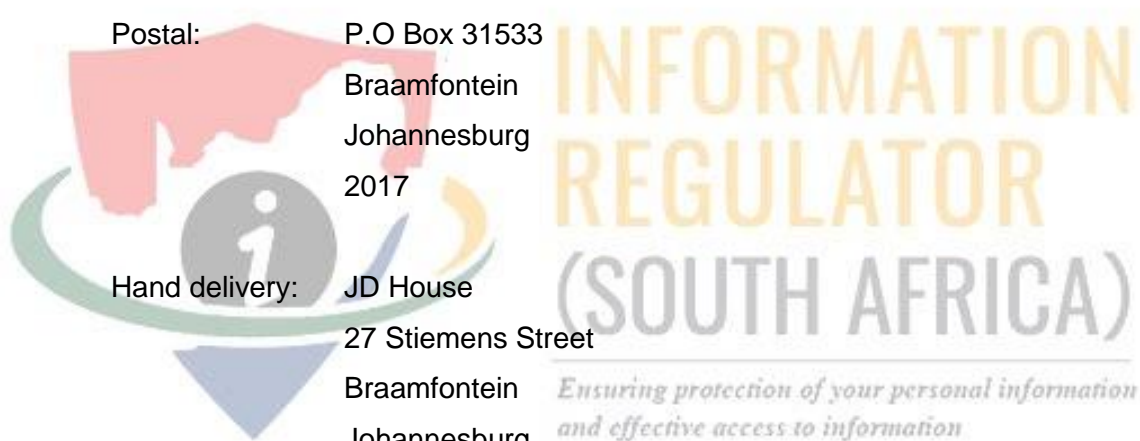 Postal: P.O Box 31533
Braamfontein
Johannesburg
2017
Hand delivery: JD House
27 Stiemens Street
Braamfontein
Johannesburg
INFORMATION
REGULATOR
(SOUTH AFRICA)
Ensuring protection of your personal information
and effective access to information